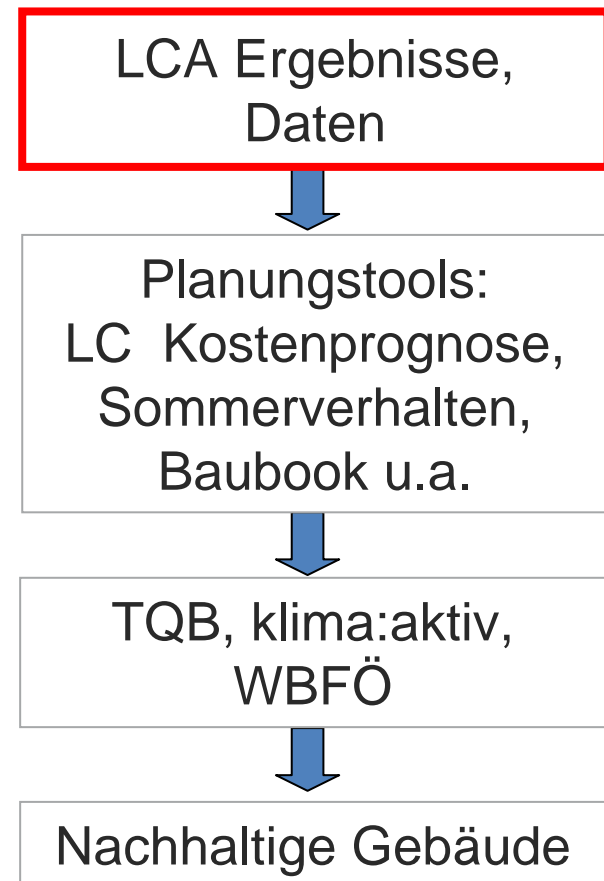 LCA Ergebnisse,
Daten
Planungstools:
LC Kostenprognose,
Sommerverhalten,
Baubook u.a.
TQB, klima:aktiv,
WBFÖ
Nachhaltige Gebäude